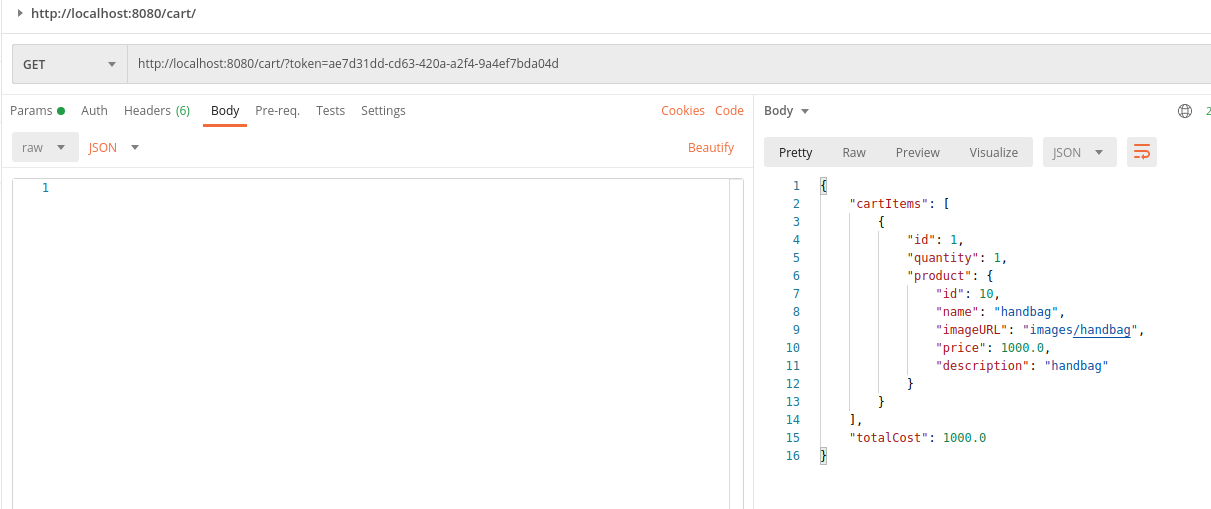 http://localhost:8080/cart/
GET http://localhost:8080/cart/?token=ae7d31dd-cd63-420a-a2f4-9a4ef7bda04d
Params Auth Headers (6) Body Pre-req. Tests Settings Cookies Code
raw JSON Beautify
1
Body 2
Pretty Raw Preview Visualize JSON
1 {
2 "cartItems": [
3 {
4 "id": 1,
5 "quantity": 1,
6 "product": {
7 "id": 10,
8 "name": "handbag",
9 "imageURL": "images/handbag",
10 "price": 1000.0,
11 "description": "handbag"
12 }
13 }
14 ],
15 "totalCost": 1000.0
16 }